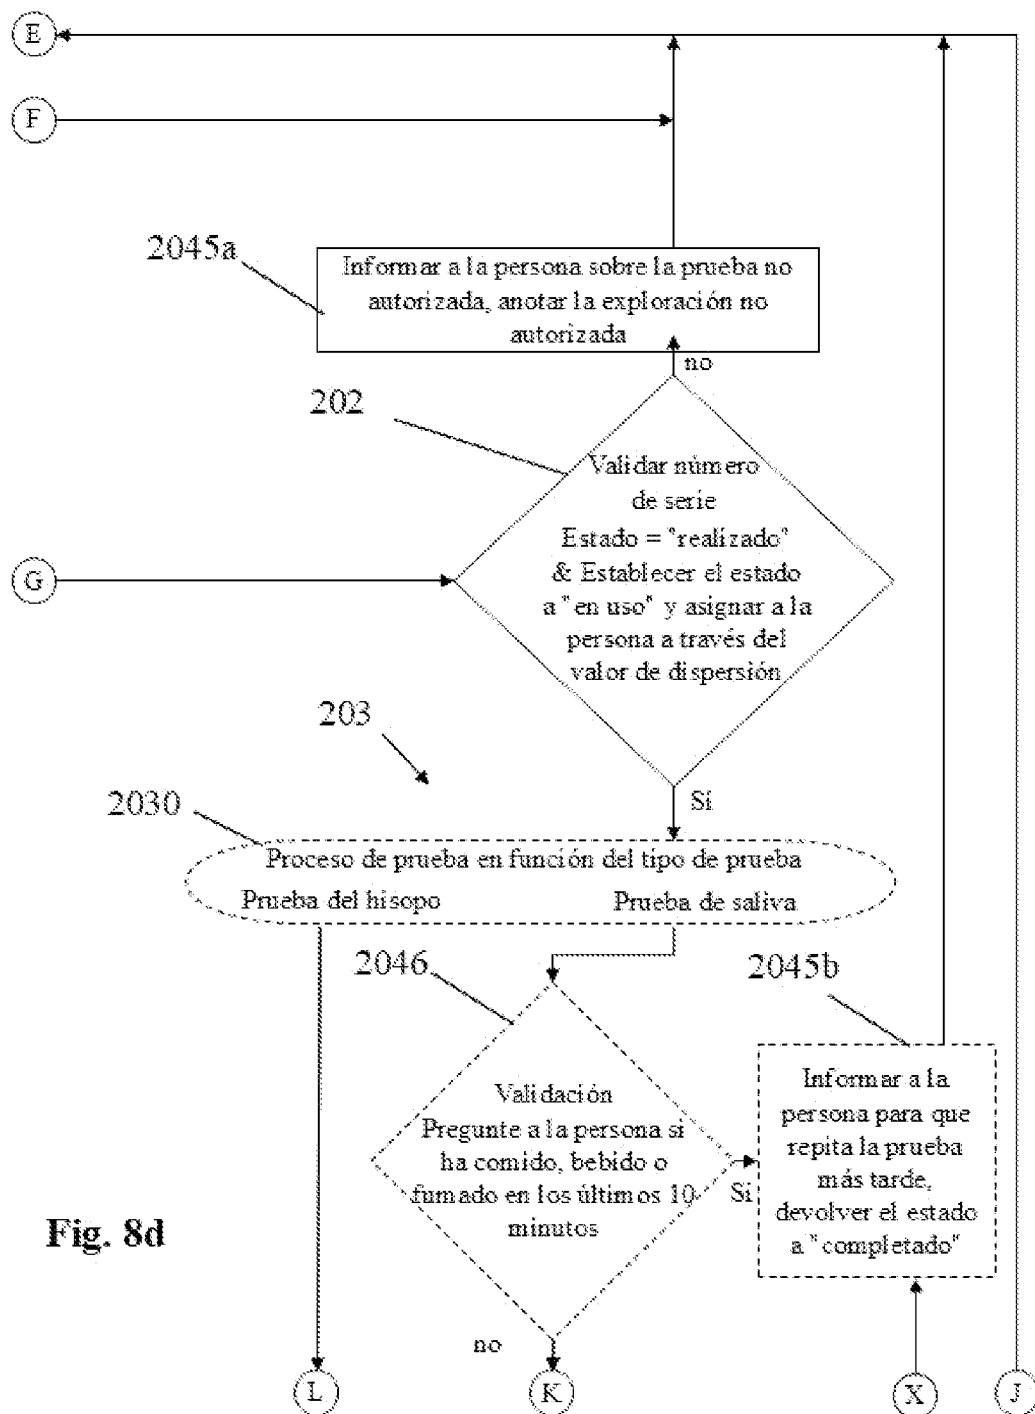 E
F
2045a
Informar a la persona sobre la prueba no
autorizada, anotar la exploración no
autorizada
no
202
Validar número
de serie
Estado = "realizado"
& Establecer el estado
a "en uso" y asignar a la
persona a través del
valor de dispersión
G
203
Sí
2030
Proceso de prueba en función del tipo de prueba
Prueba del hisopo
Prueba de saliva
2046
2045b
Validación
Pregunte a la persona si
ha comido, bebido o
fumado en los últimos 10
minutos
Sí
Informar a la
persona para que
repita la prueba
más tarde,
devolver el estado
a "completado"
Fig. 8d
no
L
K
X
J